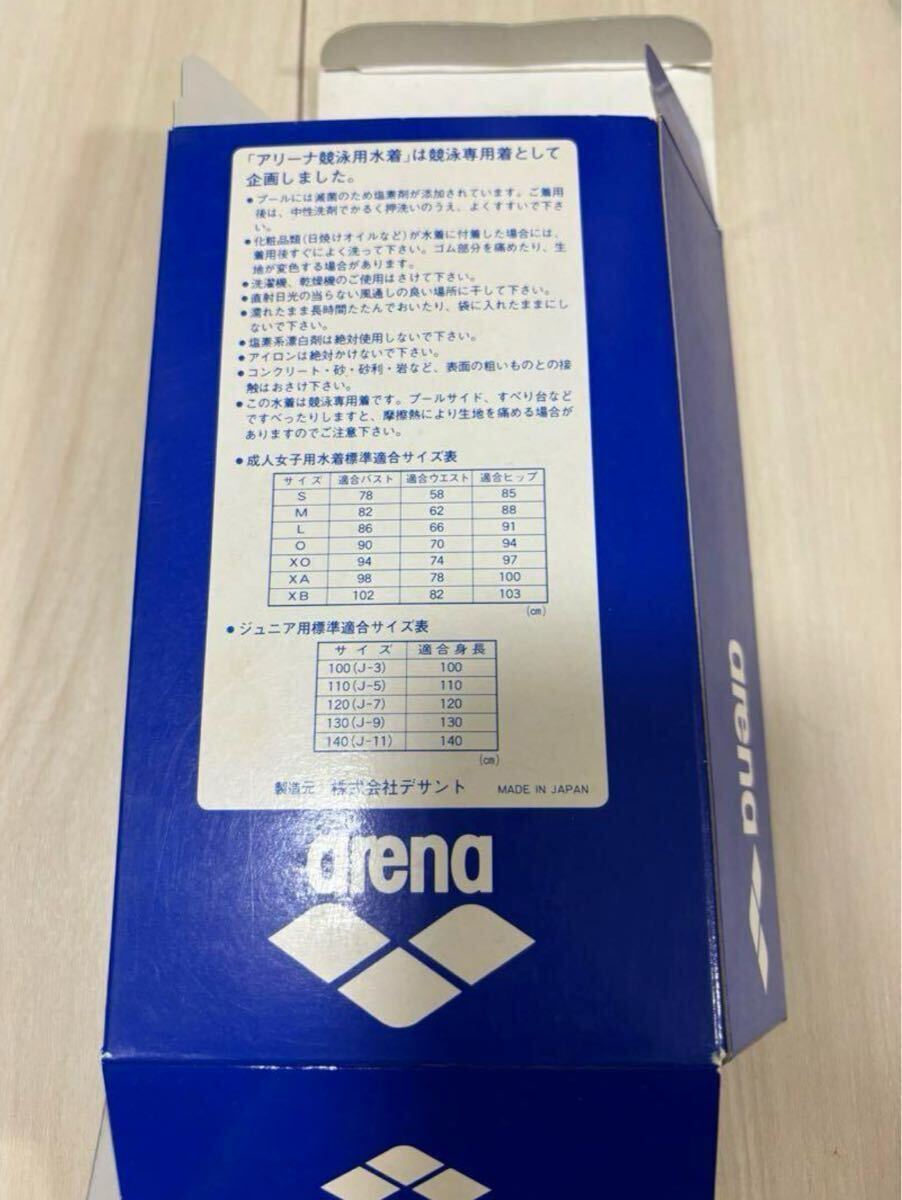 「アリーナ競泳用水着」は競泳専用着として
企画しました。
●プールには滅菌のため塩素剤が添加されています。ご着用
後は、中性洗剤でかるく押洗いのうえ、よくすすいで下さ
い。
●化粧品類(日焼けオイルなど)が水着に付着した場合には、
着用後すぐによく洗って下さい。ゴム部分を痛めたり、生
地が変色する場合があります。
●洗濯機、乾燥機のご使用はさけて下さい。
●直射日光の当らない風通しの良い場所に干して下さい。
●濡れたまま長時間たたんでおいたり、袋に入れたままにし
ないで下さい。
●塩素系漂白剤は絶対使用しないで下さい。
●アイロンは絶対かけないで下さい。
●コンクリート・砂・砂利・岩など、表面の粗いものとの接
触はおさけ下さい。
●この水着は競泳専用着です。プールサイド、すべり台など
ですべったりしますと、摩擦熱により生地を痛める場合が
ありますのでご注意下さい。
●成人女子用水着標準適合サイズ表
サイズ 適合バスト 適合ウエスト 適合ヒップ
S 78 58 85
M 82 62 88
L 86 66 91
O 90 70 94
XO 94 74 97
XA 98 78 100
XB 102 82 103
(cm)
●ジュニア用標準適合サイズ表
サイズ 適合身長
100(J-3) 100
110(J-5) 110
120(J-7) 120
130(J-9) 130
140(J-11) 140
(cm)
製造元 株式会社デサント MADE IN JAPAN
arena
arena